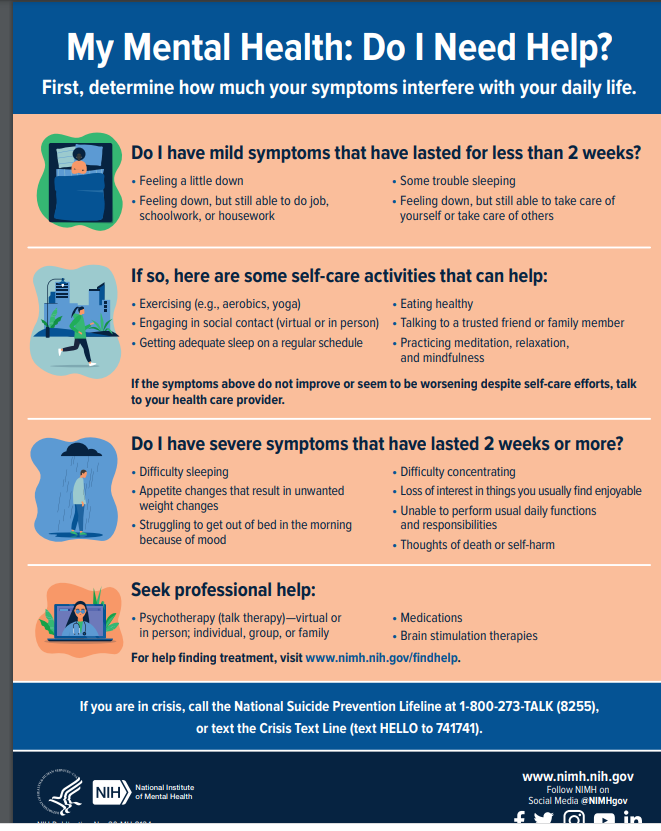 My Mental Health: Do I Need Help?
First, determine how much your symptoms interfere with your daily life.
Do I have mild symptoms that have lasted for less than 2 weeks?
• Feeling a little down
• Feeling down, but still able to do job,
schoolwork, or housework
• Some trouble sleeping
• Feeling down, but still able to take care of
yourself or take care of others
If so, here are some self-care activities that can help:
• Exercising (e.g., aerobics, yoga)
• Engaging in social contact (virtual or in person)
• Getting adequate sleep on a regular schedule
• Eating healthy
• Talking to a trusted friend or family member
• Practicing meditation, relaxation,
and mindfulness
If the symptoms above do not improve or seem to be worsening despite self-care efforts, talk
to your health care provider.
Do I have severe symptoms that have lasted 2 weeks or more?
• Difficulty sleeping
• Appetite changes that result in unwanted
weight changes
• Struggling to get out of bed in the morning
because of mood
• Difficulty concentrating
• Loss of interest in things you usually find enjoyable
• Unable to perform usual daily functions
and responsibilities
• Thoughts of death or self-harm
Seek professional help:
• Psychotherapy (talk therapy)—virtual or
in person; individual, group, or family
• Medications
• Brain stimulation therapies
For help finding treatment, visit www.nimh.nih.gov/findhelp.
If you are in crisis, call the National Suicide Prevention Lifeline at 1-800-273-TALK (8255),
or text the Crisis Text Line (text HELLO to 741741).
NIH
National Institute
of Mental Health
www.nimh.nih.gov
Follow NIMH on
Social Media @NIMHgov